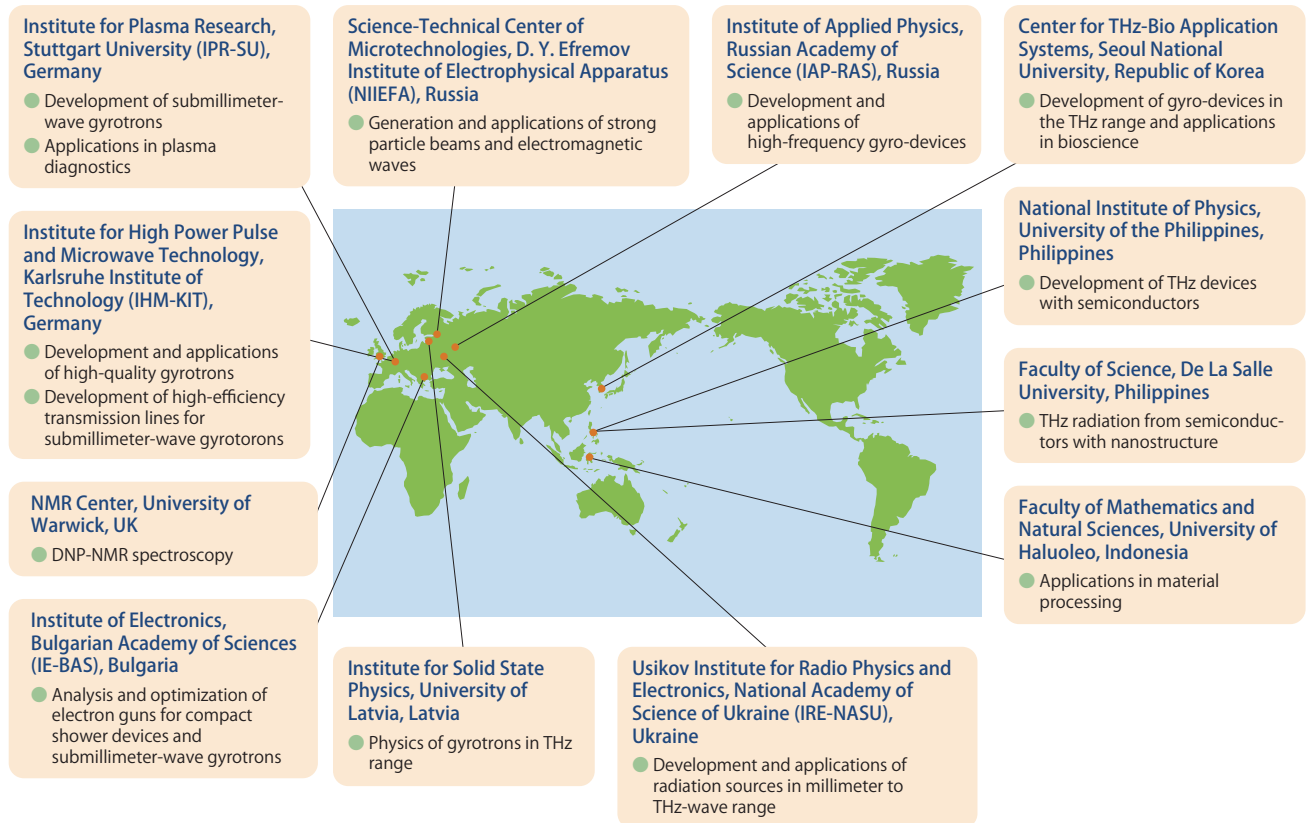 Institute for Plasma Research,
Stuttgart University (IPR-SU),
Germany
Development of submillimeter-
wave gyrotrons
Applications in plasma
diagnostics
Science-Technical Center of
Microtechnologies, D. Y. Efremov
Institute of Electrophysical Apparatus
(NIIEFA), Russia
Generation and applications of strong
particle beams and electromagnetic
waves
Institute of Applied Physics,
Russian Academy of
Science (IAP-RAS), Russia
Development and
applications of
high-frequency gyro-devices
Center for THz-Bio Application
Systems, Seoul National
University, Republic of Korea
Development of gyro-devices in
the THz range and applications
in bioscience
Institute for High Power Pulse
and Microwave Technology,
Karlsruhe Institute of
Technology (IHM-KIT),
Germany
Development and applications
of high-quality gyrotrons
Development of high-efficiency
transmission lines for
submillimeter-wave gyrotorons
National Institute of Physics,
University of the Philippines,
Philippines
Development of THz devices
with semiconductors
Faculty of Science, De La Salle
University, Philippines
THz radiation from semiconduc-
tors with nanostructure
NMR Center, University of
Warwick, UK
DNP-NMR spectroscopy
Faculty of Mathematics and
Natural Sciences, University of
Haluoleo, Indonesia
Applications in material
processing
Institute of Electronics,
Bulgarian Academy of Sciences
(IE-BAS), Bulgaria
Analysis and optimization of
electron guns for compact
shower devices and
submillimeter-wave gyrotrons
Institute for Solid State
Physics, University of
Latvia, Latvia
Physics of gyrotrons in THz
range
Usikov Institute for Radio Physics and
Electronics, National Academy of
Science of Ukraine (IRE-NASU),
Ukraine
Development and applications of
radiation sources in millimeter to
THz-wave range